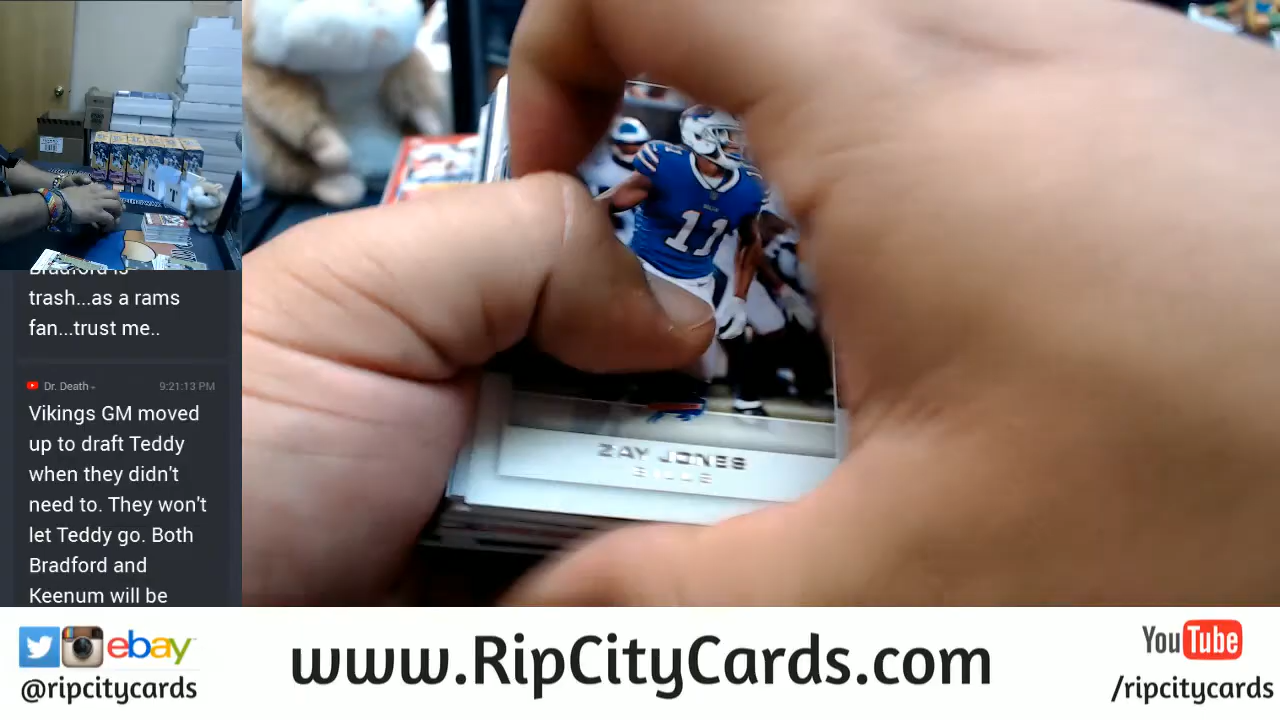 trash...as a rams
fan...trust me..
Dr. Death
9:21:13 PM
Vikings GM moved
up to draft Teddy
when they didn't
need to. They won't
let Teddy go. Both
Bradford and
Keenum will be
11
ZAY JONES
BILLS
R T
ebay
@ripcitycards
www.RipCityCards.com
YouTube
/ripcitycards